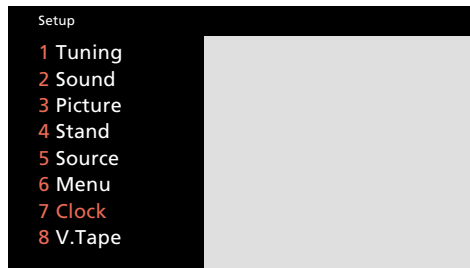 Setup
1 Tuning
2 Sound
3 Picture
4 Stand
5 Source
6 Menu
7 Clock
8 V.Tape